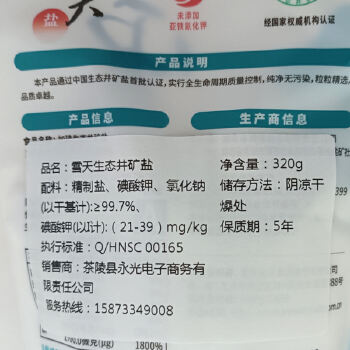 盐
天
未添加
亚铁氰化钾
经国家权威机构认证
产品说明
本产品通过中国生态井矿盐首批认证，实行全生命周期质量控制，纯净无污染，粒粒精选，
品质卓越。
产品信息
生产商信息
品名：雪天生态井矿盐
净含量：320g
配料：精制盐、碘酸钾、氯化钠
储存方法：阴凉干
(以干基计):≥99.7%、
燥处
碘酸钾(以I计):（21-39）mg/kg
保质期：5年
执行标准：Q/HNSC 00165
销售商：茶陵县永光电子商务有
限责任公司
服务热线：15873349008
1800%